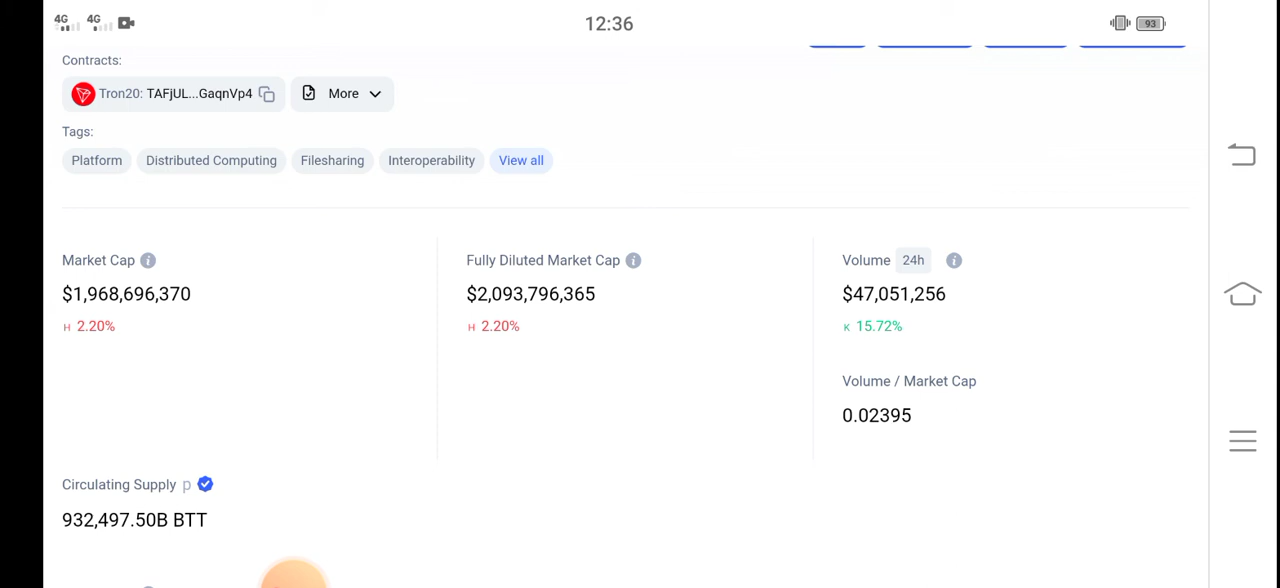 4G 4G 12:36 93
Contracts:
Tron20: TAFjUL...GaqnVp4 More
Tags:
Platform Distributed Computing Filesharing Interoperability View all
Market Cap Fully Diluted Market Cap Volume 24h
$1,968,696,370 $2,093,796,365 $47,051,256
H 2.20% H 2.20% K 15.72%
Volume / Market Cap
0.02395
Circulating Supply p
932,497.50B BTT